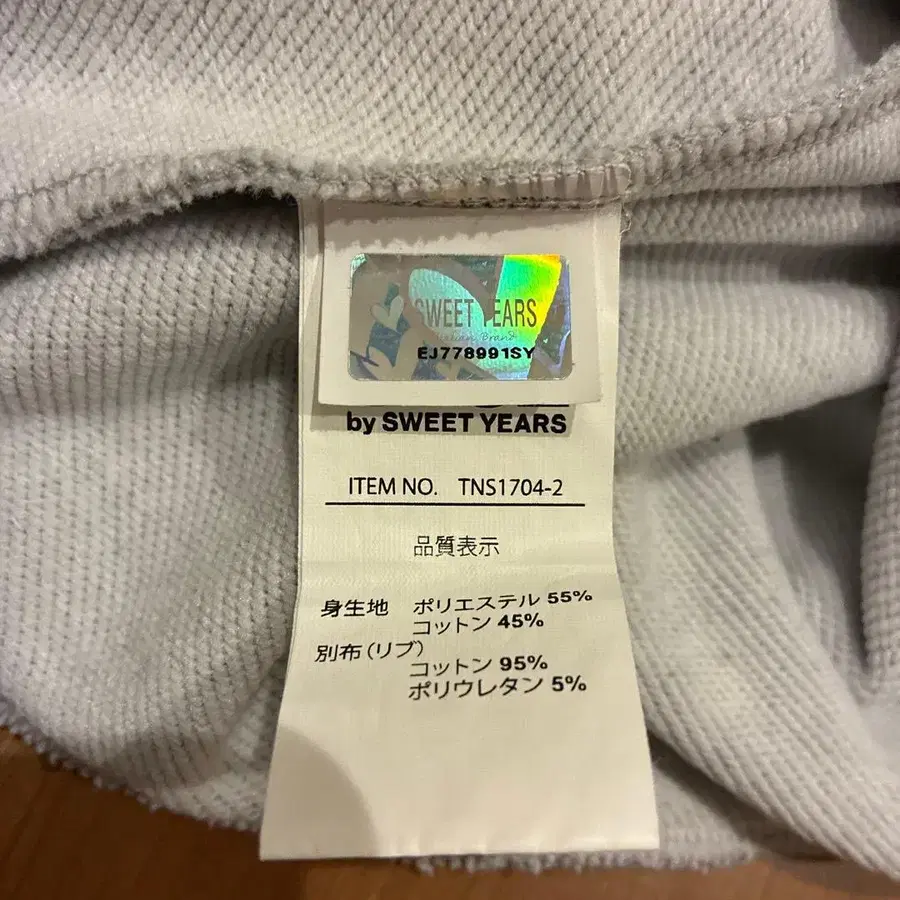 SWEET YEARS
Italian Brand
EJ778991SY
by SWEET YEARS
ITEM NO. TNS1704-2
品質表示
身生地 ポリエステル 55%
コットン 45%
別布(リブ)
コットン 95%
ポリウレタン 5%